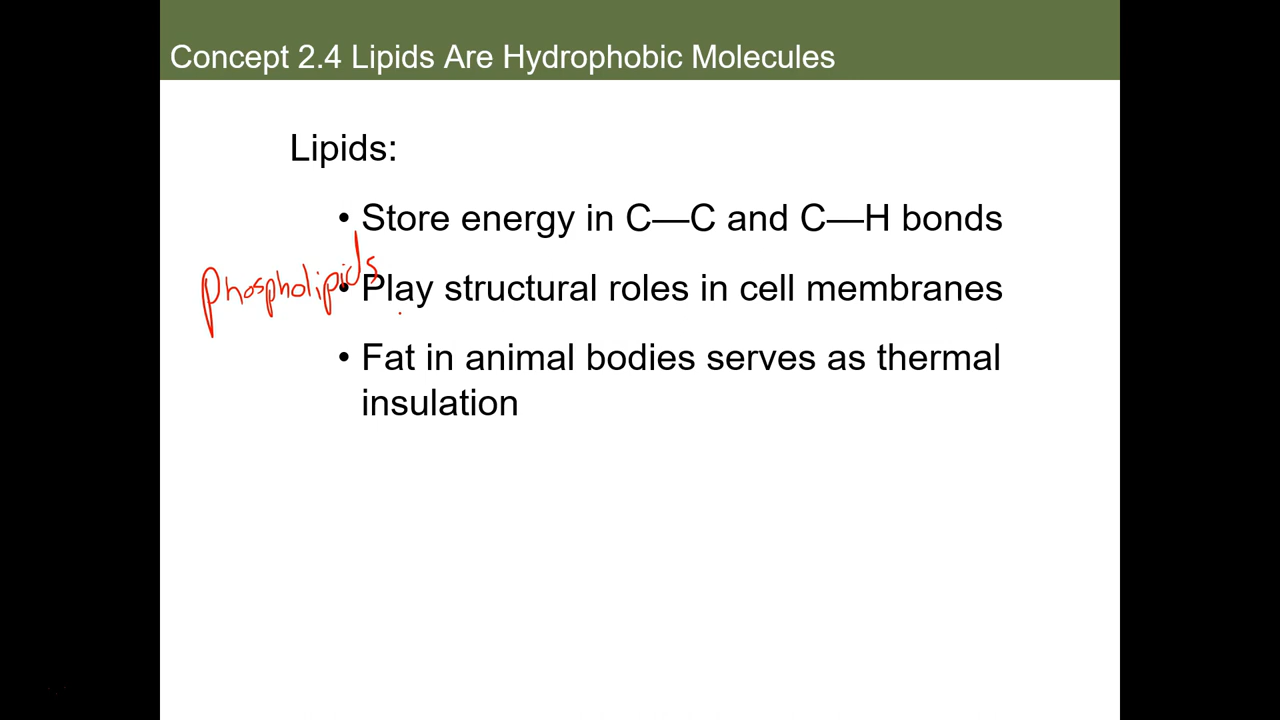 Concept 2.4 Lipids Are Hydrophobic Molecules
Lipids:
• Store energy in C—C and C—H bonds
phospholipids
• Play structural roles in cell membranes
• Fat in animal bodies serves as thermal
insulation